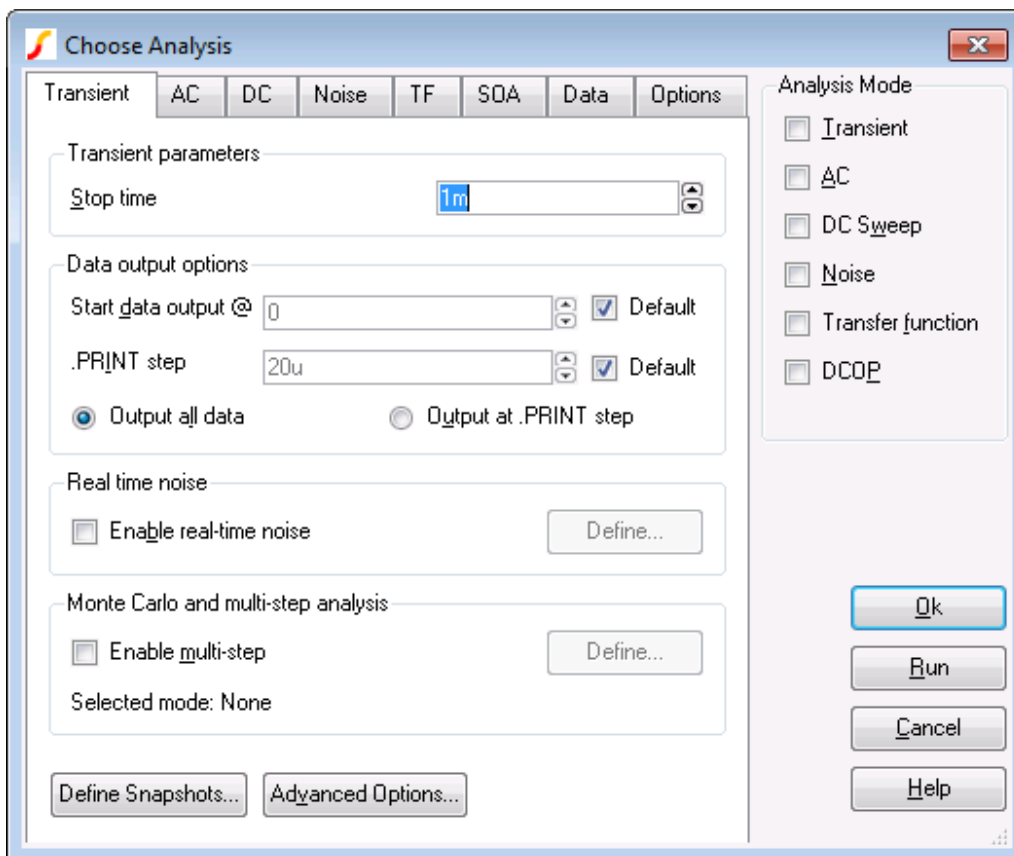 Choose Analysis
Transient AC DC Noise TF SOA Data Options
Transient parameters
Stop time 1m
Data output options
Start data output @ 0 Default
.PRINT step 20u Default
Output all data Output at .PRINT step
Real time noise
Enable real-time noise Define...
Monte Carlo and multi-step analysis
Enable multi-step Define...
Selected mode: None
Define Snapshots... Advanced Options...
Analysis Mode
Transient
AC
DC Sweep
Noise
Transfer function
DCOP
Ok
Run
Cancel
Help